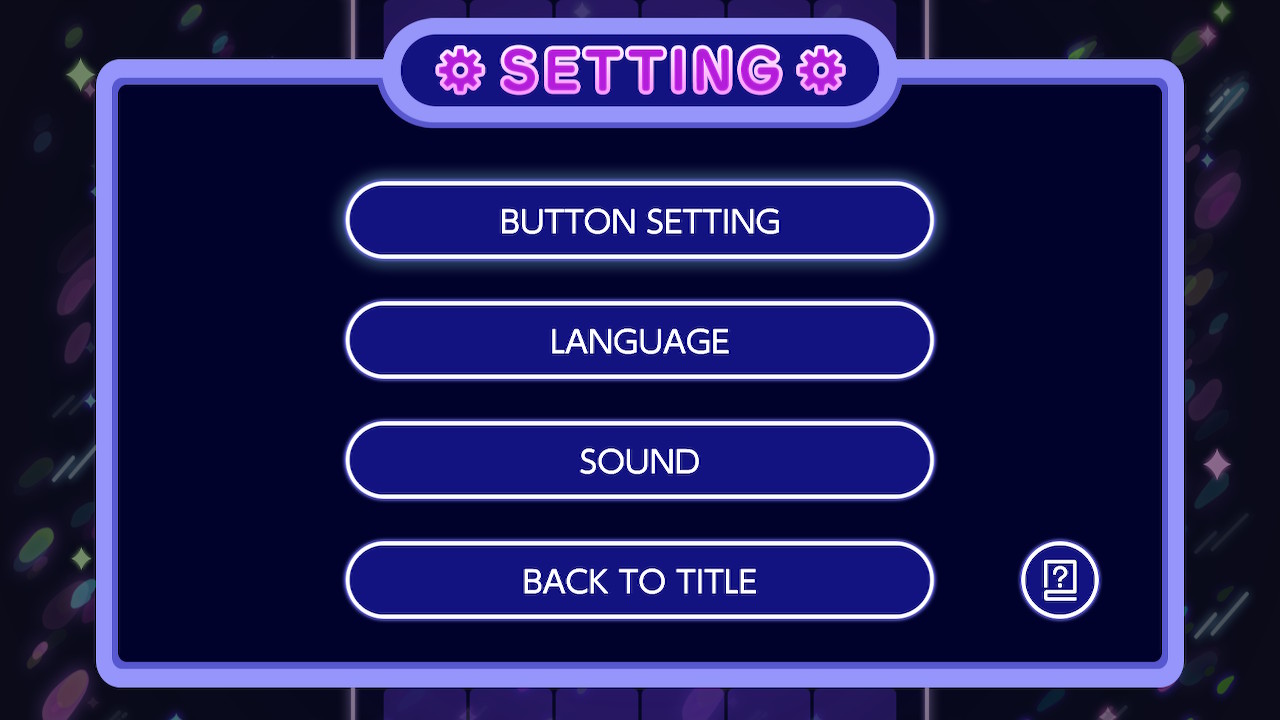 SETTING
BUTTON SETTING
LANGUAGE
SOUND
BACK TO TITLE
?